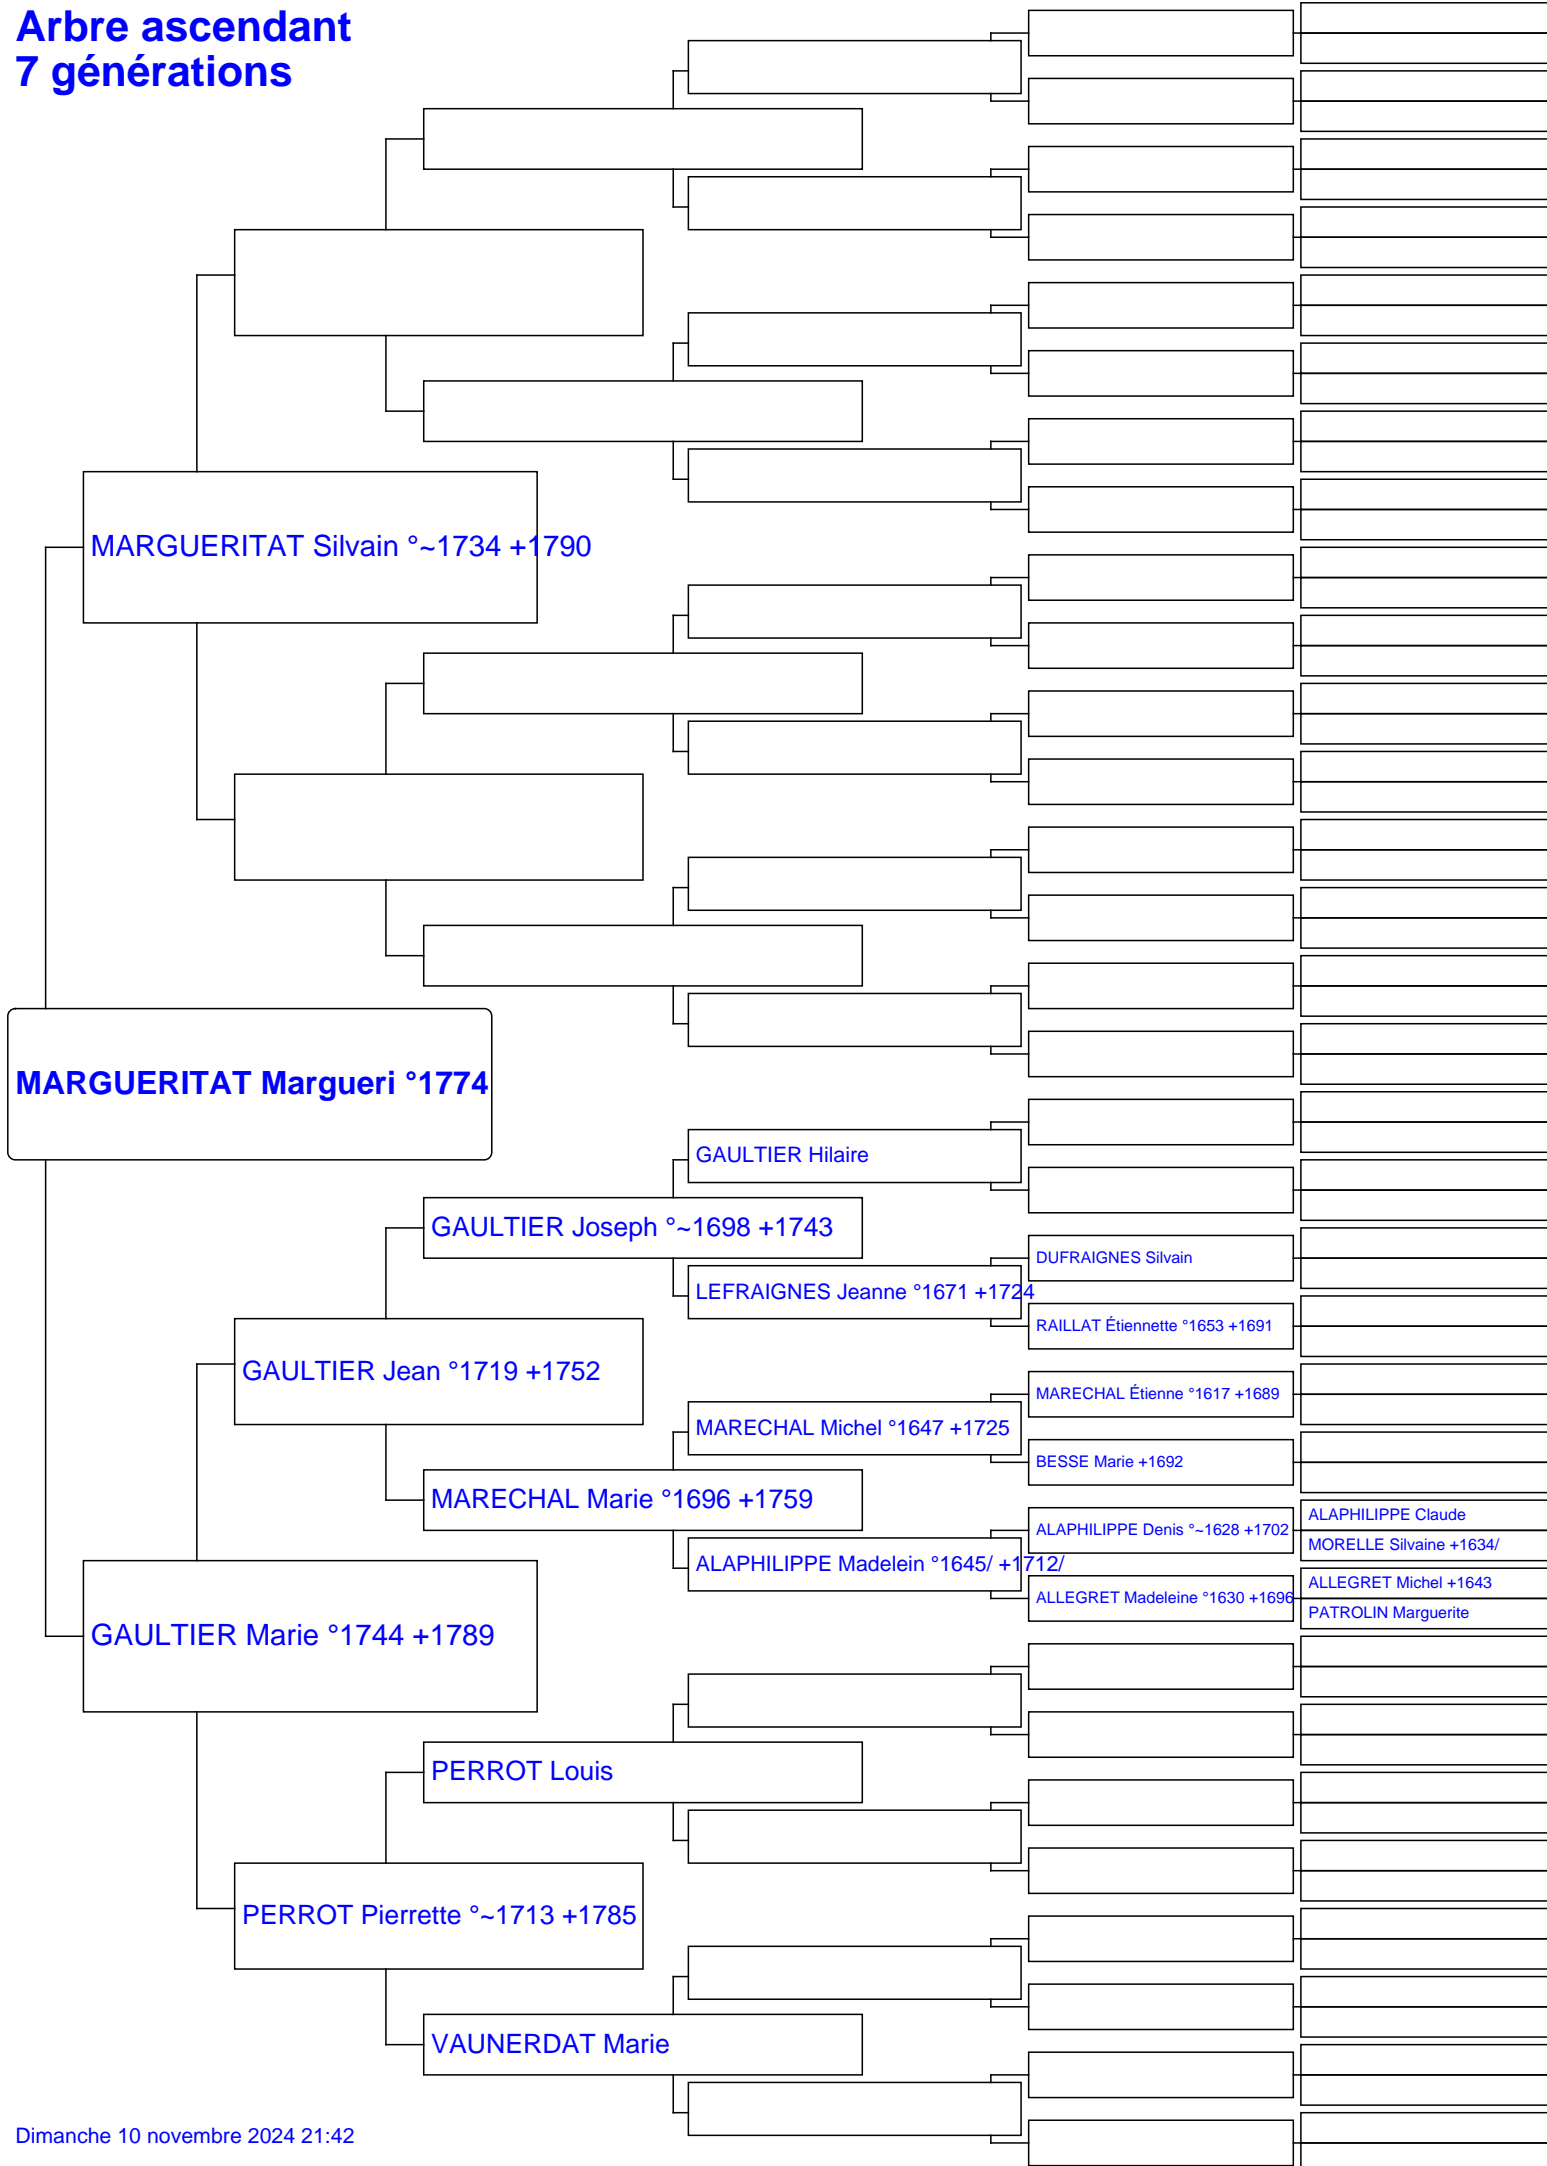 Arbre ascendant
7 générations
MARGUERITAT Silvain °~1734 +1790
MARGUERITAT Margueri °1774
GAULTIER Hilaire
GAULTIER Joseph °~1698 +1743
DUFRAIGNES Silvain
LEFRAIGNES Jeanne °1671 +1724
RAILLAT Étiennette °1653 +1691
GAULTIER Jean °1719 +1752
MARECHAL Étienne °1617 +1689
MARECHAL Michel °1647 +1725
BESSE Marie +1692
MARECHAL Marie °1696 +1759
ALAPHILIPPE Claude
ALAPHILIPPE Denis °~1628 +1702
MORELLE Silvaine +1634/
ALAPHILIPPE Madelein °1645/ +1712/
ALLEGRET Michel +1643
ALLEGRET Madeleine °1630 +1696
PATROLIN Marguerite
GAULTIER Marie °1744 +1789
PERROT Louis
PERROT Pierrette °~1713 +1785
VAUNERDAT Marie
Dimanche 10 novembre 2024 21:42